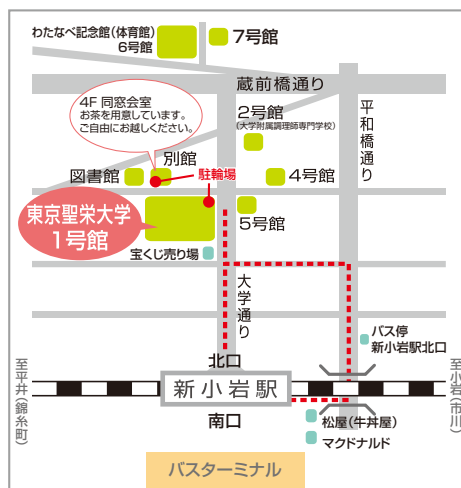 わたなべ記念館(体育館)
6号館
7号館
蔵前橋通り
4F 同窓会室
お茶を用意しています。
ご自由にお越しください。
2号館
(大学附属調理師専門学校)
平和橋通り
別館
図書館
駐輪場
4号館
東京聖栄大学
1号館
5号館
宝くじ売り場
大学通り
バス停
新小岩駅北口
北口
至平井(錦糸町)
新小岩駅
至小岩(市川)
南口
松屋(牛丼屋)
マクドナルド
バスターミナル